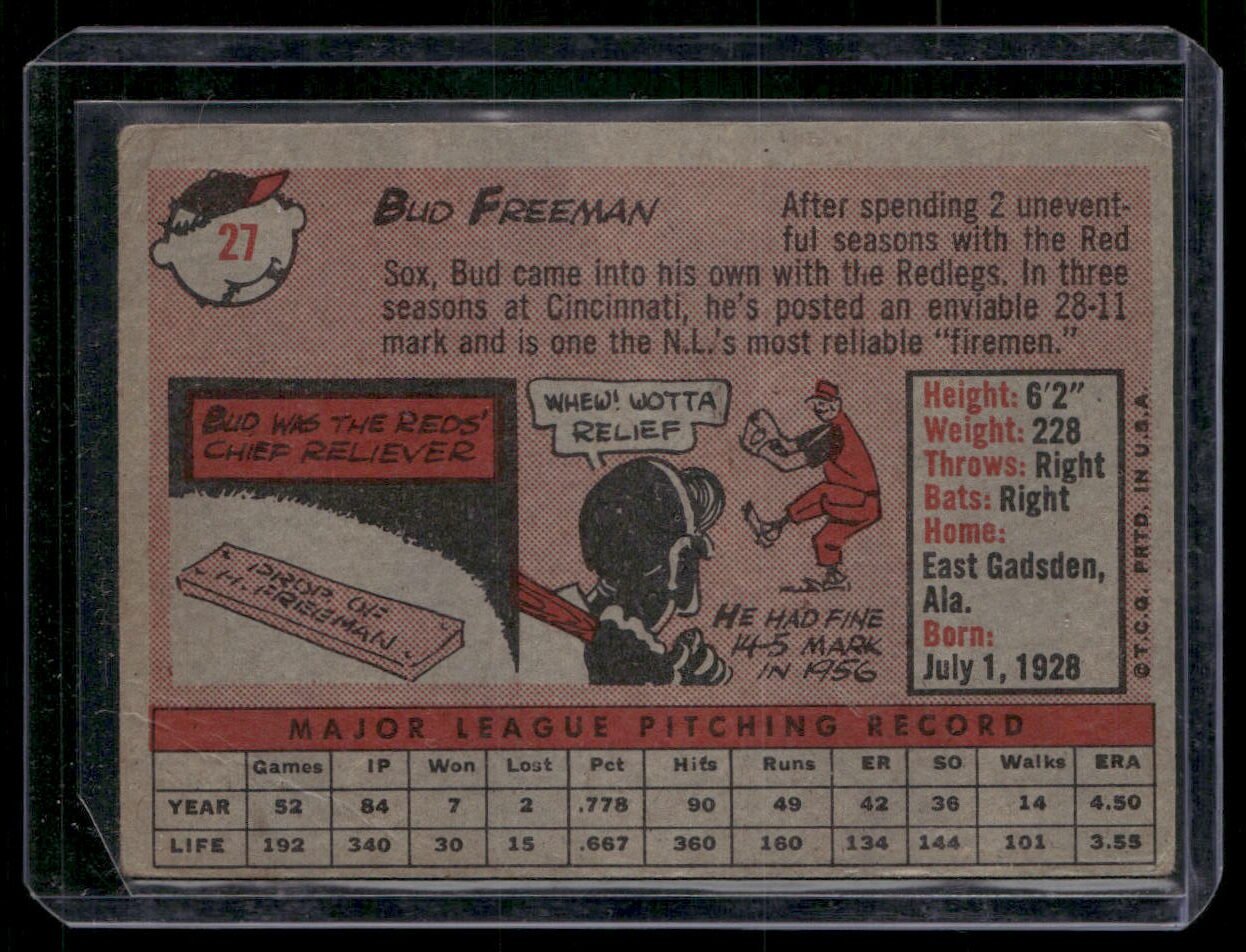 27
BUD FREEMAN
After spending 2 unevent-
ful seasons with the Red
Sox, Bud came into his own with the Redlegs. In three
seasons at Cincinnati, he's posted an enviable 28-11
mark and is one the N.L.'s most reliable "firemen."
BUD WAS THE REDS'
CHIEF RELIEVER
WHEW! WOTTA
RELIEF
PROP. OF
H. FREEMAN
HE HAD FINE
14-5 MARK
IN 1956
Height: 6'2"
Weight: 228
Throws: Right
Bats: Right
Home:
East Gadsden,
Ala.
Born:
July 1, 1928
© T.C.G. PRTD. IN U.S.A.
MAJOR LEAGUE PITCHING RECORD
Games IP Won Lost Pct Hits Runs ER SO Walks ERA
YEAR 52 84 7 2 .778 90 49 42 36 14 4.50
LIFE 192 340 30 15 .667 360 160 134 144 101 3.55